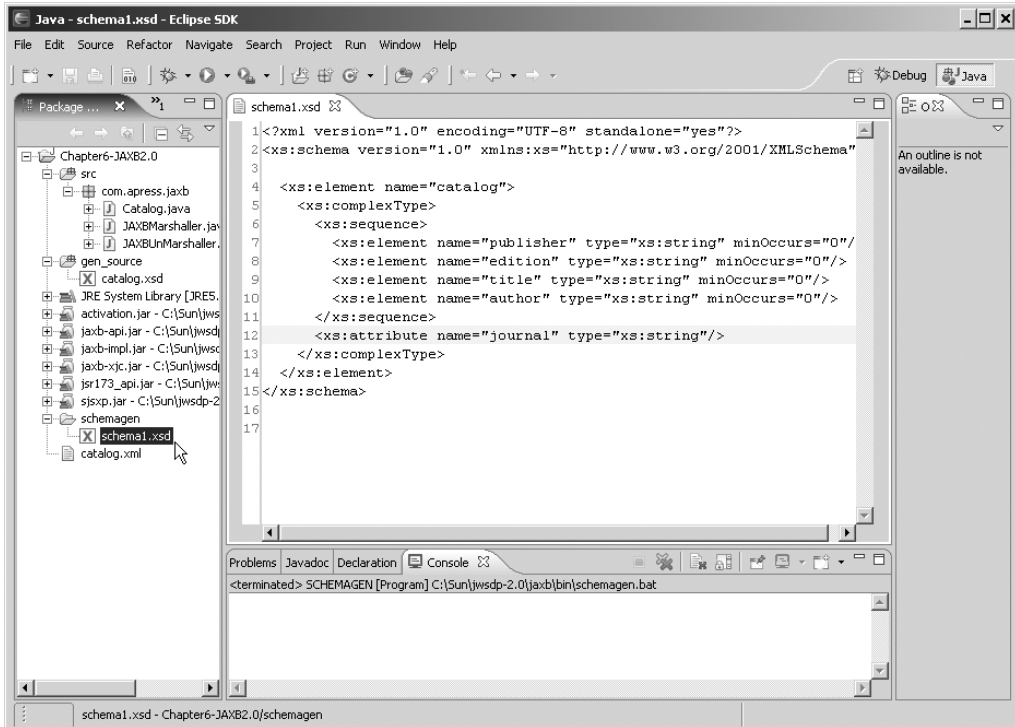 Java - schema1.xsd - Eclipse SDK
File Edit Source Refactor Navigate Search Project Run Window Help
Debug Java
Package ... »1
schema1.xsd
Chapter6-JAXB2.0
src
com.apress.jaxb
Catalog.java
JAXBMarshaller.jav
JAXBUnMarshaller.
gen_source
catalog.xsd
JRE System Library [JRE5.
activation.jar - C:\Sun\jwsd
jaxb-api.jar - C:\Sun\jwsd
jaxb-impl.jar - C:\Sun\jwsd
jaxb-xjc.jar - C:\Sun\jwsd
jsr173_api.jar - C:\Sun\jw
sjsxp.jar - C:\Sun\jwsdp-2
schemagen
schema1.xsd
catalog.xml
1 <?xml version="1.0" encoding="UTF-8" standalone="yes"?>
2 <xs:schema version="1.0" xmlns:xs="http://www.w3.org/2001/XMLSchema"
3
4 <xs:element name="catalog">
5 <xs:complexType>
6 <xs:sequence>
7 <xs:element name="publisher" type="xs:string" minOccurs="0"/
8 <xs:element name="edition" type="xs:string" minOccurs="0"/>
9 <xs:element name="title" type="xs:string" minOccurs="0"/>
10 <xs:element name="author" type="xs:string" minOccurs="0"/>
11 </xs:sequence>
12 <xs:attribute name="journal" type="xs:string"/>
13 </xs:complexType>
14 </xs:element>
15 </xs:schema>
16
17
An outline is not
available.
Problems Javadoc Declaration Console
<terminated> SCHEMAGEN [Program] C:\Sun\jwsdp-2.0\jaxb\bin\schemagen.bat
schema1.xsd - Chapter6-JAXB2.0/schemagen